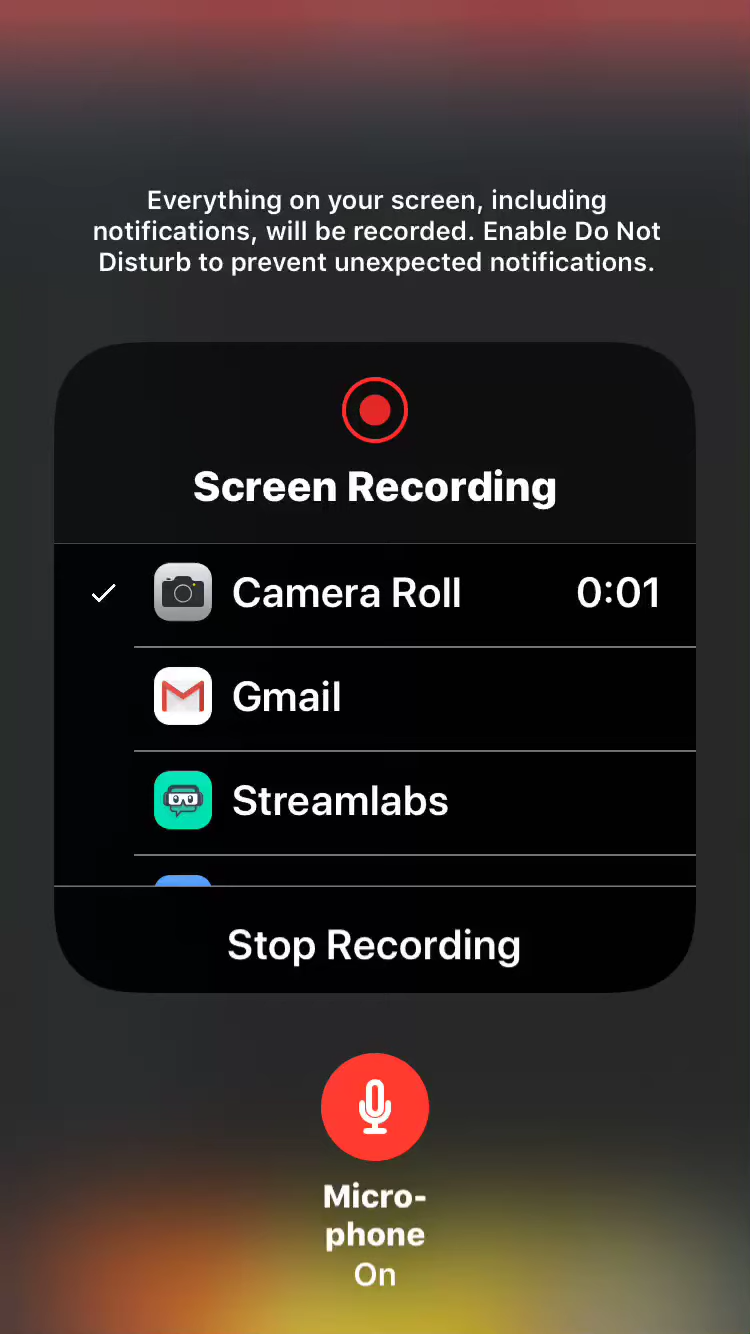 Everything on your screen, including
notifications, will be recorded. Enable Do Not
Disturb to prevent unexpected notifications.
Screen Recording
Camera Roll 0:01
Gmail
Streamlabs
Stop Recording
Micro-
phone
On